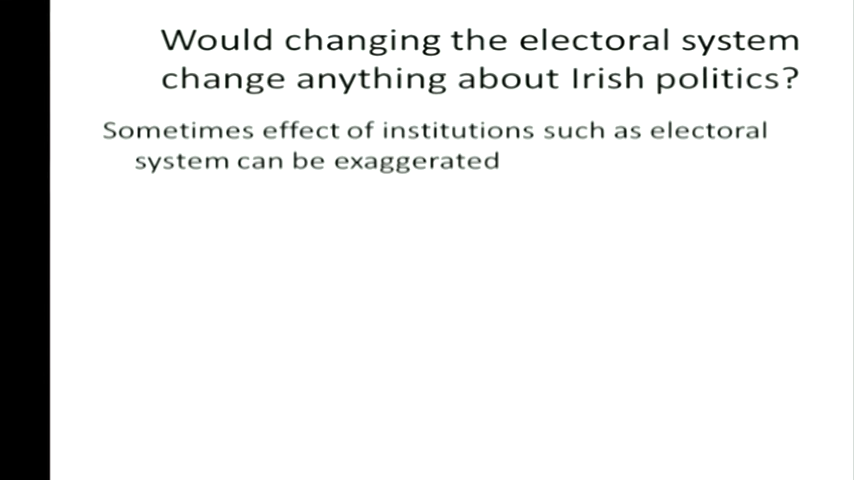 Would changing the electoral system
change anything about Irish politics?
Sometimes effect of institutions such as electoral
system can be exaggerated